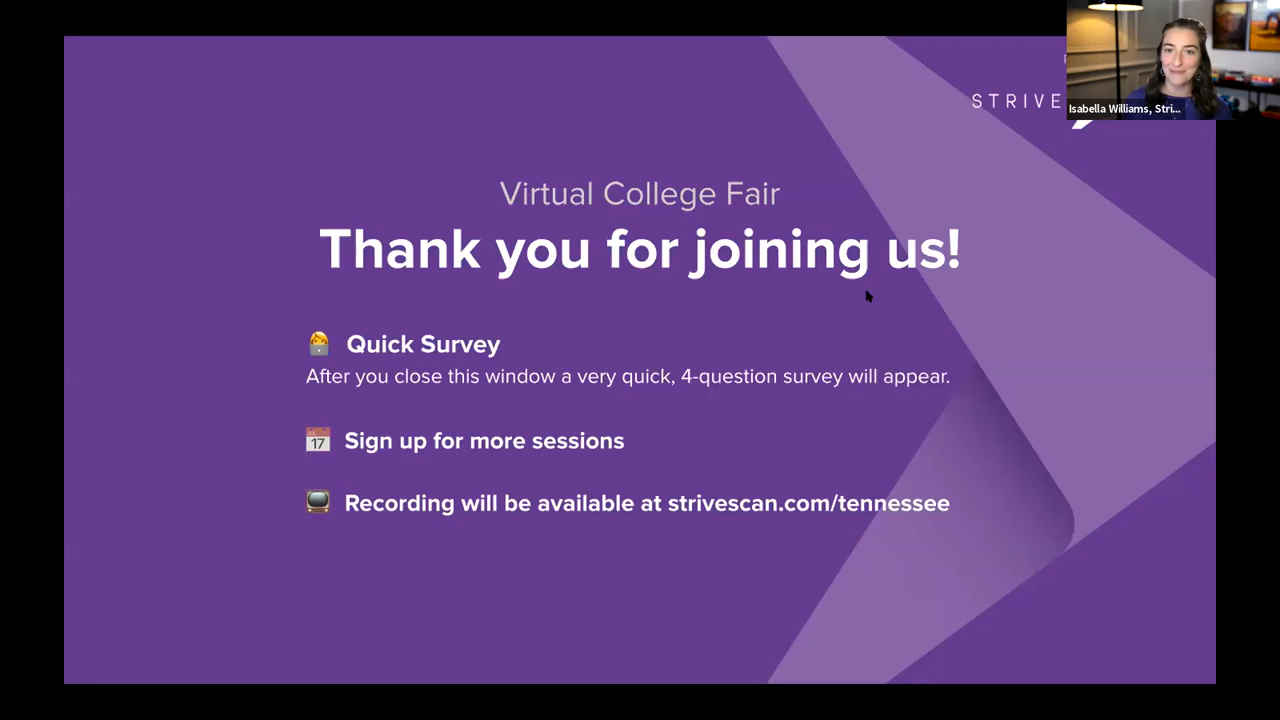 STRIVE
Isabella Williams, Stri...
Virtual College Fair
Thank you for joining us!
Quick Survey
After you close this window a very quick, 4-question survey will appear.
17
Sign up for more sessions
Recording will be available at strivescan.com/tennessee